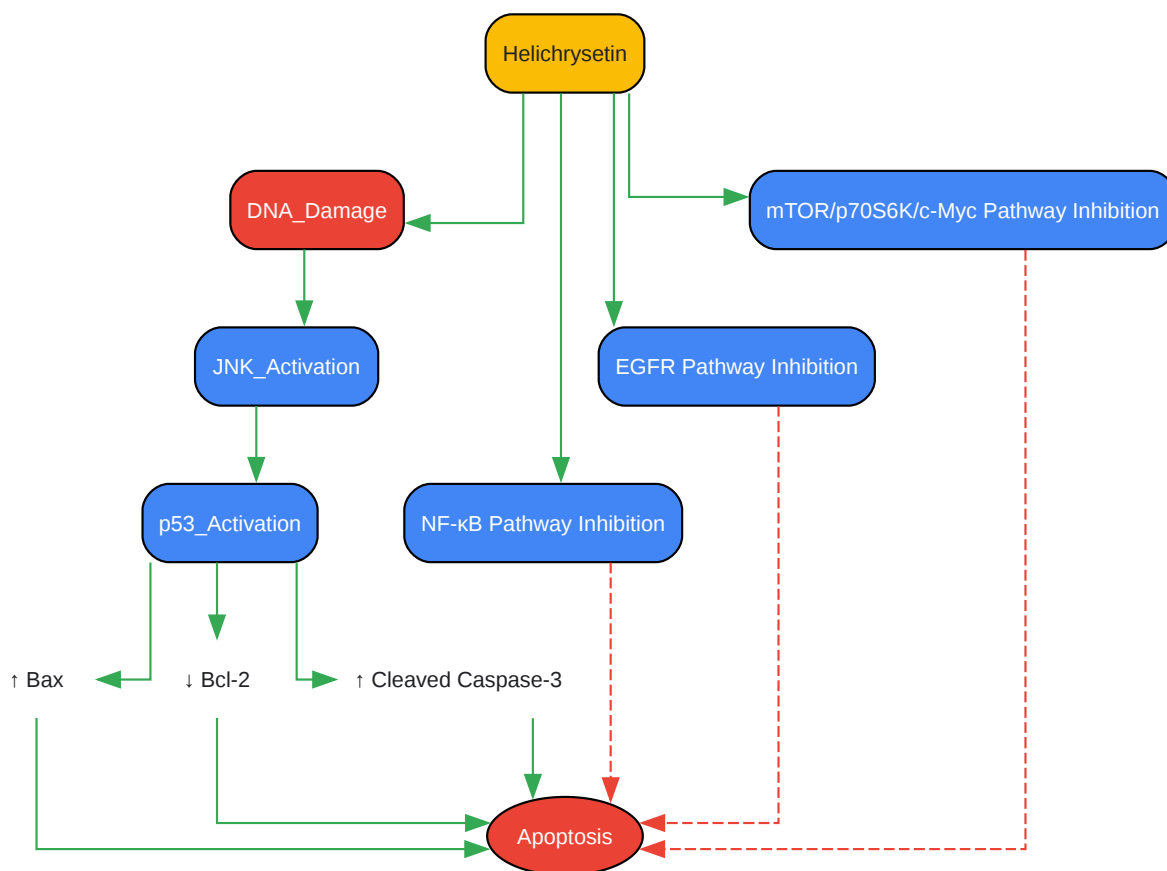 Helichrysetin
DNA_Damage
mTOR/p70S6K/c-Myc Pathway Inhibition
JNK_Activation
EGFR Pathway Inhibition
p53_Activation
NF-κB Pathway Inhibition
↑ Bax
↓ Bcl-2
↑ Cleaved Caspase-3
Apoptosis